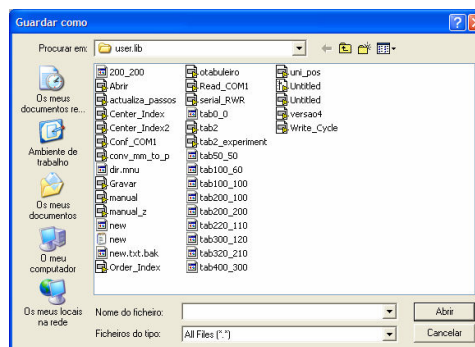 Guardar como
Procurar em:
user.lib
Os meus
documentos re...
Ambiente de
trabalho
Os meus
documentos
O meu
computador
Os meus locais
na rede
200_200
Abrir
actualiza_passos
Center_Index
Center_Index2
Conf_COM1
conv_mm_to_p
dir.mnu
Gravar
manual
manual_z
new
new
new.txt.bak
Order_Index
otabuleiro
Read_COM1
serial_RWR
tab0_0
tab2
tab2_experiment
tab50_50
tab100_60
tab100_100
tab200_100
tab200_200
tab220_110
tab300_120
tab320_210
tab400_300
uni_pos
Untitled
Untitled
versao4
Write_Cycle
Nome do ficheiro:
Abrir
Ficheiros do tipo:
All Files (*.*)
Cancelar